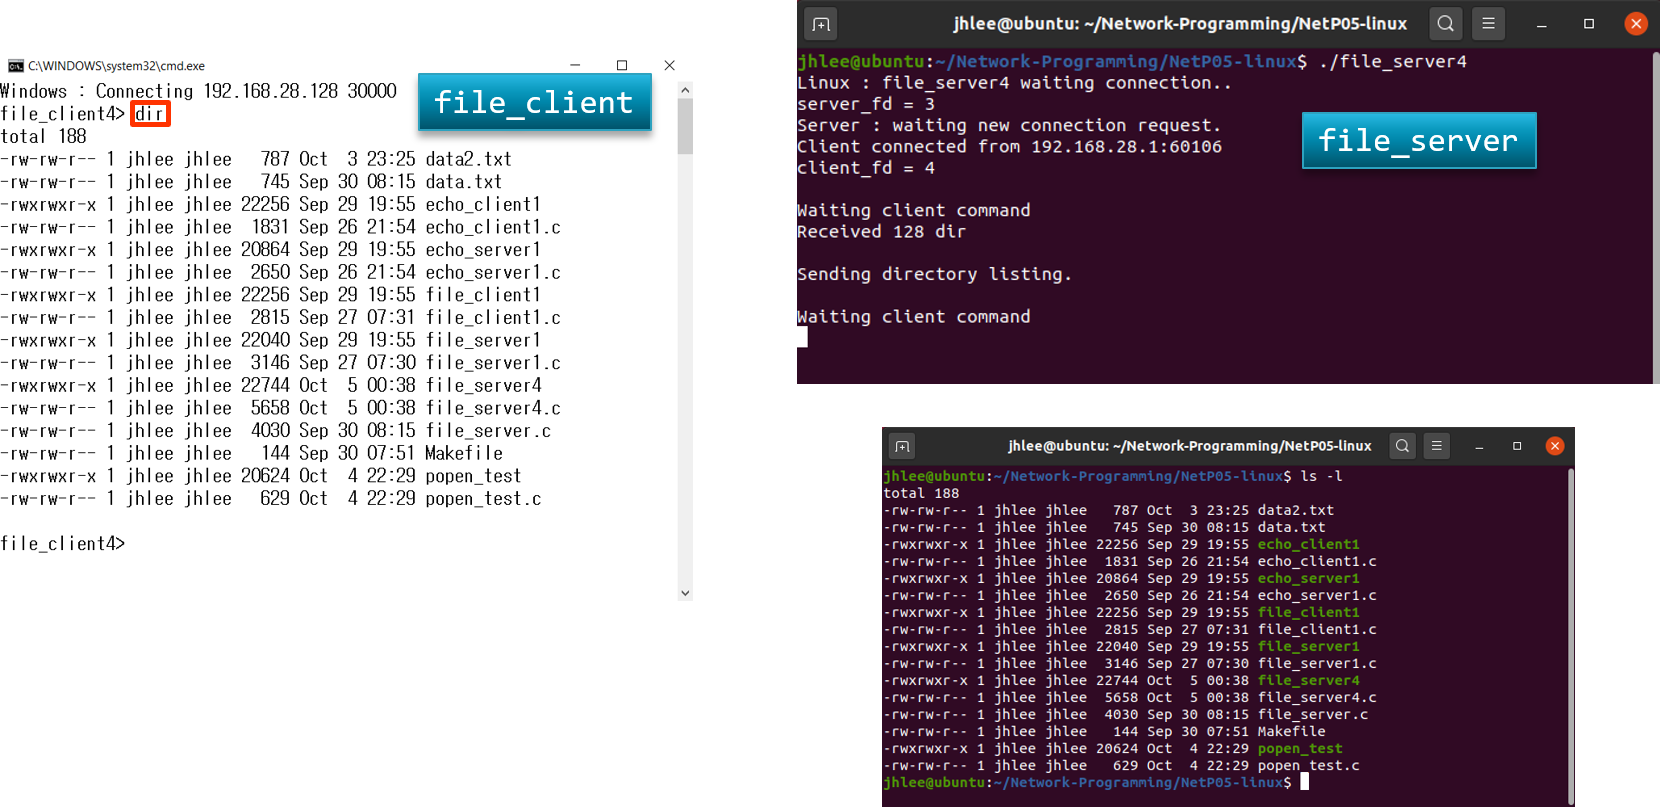 C:\WINDOWS\system32\cmd.exe
Windows : Connecting 192.168.28.128 30000
file_client4> dir
total 188
-rw-rw-r-- 1 jhlee jhlee   787 Oct  3 23:25 data2.txt
-rw-rw-r-- 1 jhlee jhlee   745 Sep 30 08:15 data.txt
-rwxrwxr-x 1 jhlee jhlee 22256 Sep 29 19:55 echo_client1
-rw-rw-r-- 1 jhlee jhlee  1831 Sep 26 21:54 echo_client1.c
-rwxrwxr-x 1 jhlee jhlee 20864 Sep 29 19:55 echo_server1
-rw-rw-r-- 1 jhlee jhlee  2650 Sep 26 21:54 echo_server1.c
-rwxrwxr-x 1 jhlee jhlee 22256 Sep 29 19:55 file_client1
-rw-rw-r-- 1 jhlee jhlee  2815 Sep 27 07:31 file_client1.c
-rwxrwxr-x 1 jhlee jhlee 22040 Sep 29 19:55 file_server1
-rw-rw-r-- 1 jhlee jhlee  3146 Sep 27 07:30 file_server1.c
-rwxrwxr-x 1 jhlee jhlee 22744 Oct  5 00:38 file_server4
-rw-rw-r-- 1 jhlee jhlee  5658 Oct  5 00:38 file_server4.c
-rw-rw-r-- 1 jhlee jhlee  4030 Sep 30 08:15 file_server.c
-rw-rw-r-- 1 jhlee jhlee   144 Sep 30 07:51 Makefile
-rwxrwxr-x 1 jhlee jhlee 20624 Oct  4 22:29 popen_test
-rw-rw-r-- 1 jhlee jhlee   629 Oct  4 22:29 popen_test.c
file_client4>
file_client
jhlee@ubuntu: ~/Network-Programming/NetP05-linux
jhlee@ubuntu:~/Network-Programming/NetP05-linux$ ./file_server4
Linux : file_server4 waiting connection..
server_fd = 3
Server : waiting new connection request.
Client connected from 192.168.28.1:60106
client_fd = 4
Waiting client command
Received 128 dir
Sending directory listing.
Waiting client command
file_server
jhlee@ubuntu: ~/Network-Programming/NetP05-linux
jhlee@ubuntu:~/Network-Programming/NetP05-linux$ ls -l
total 188
-rw-rw-r-- 1 jhlee jhlee   787 Oct  3 23:25 data2.txt
-rw-rw-r-- 1 jhlee jhlee   745 Sep 30 08:15 data.txt
-rwxrwxr-x 1 jhlee jhlee 22256 Sep 29 19:55 echo_client1
-rw-rw-r-- 1 jhlee jhlee  1831 Sep 26 21:54 echo_client1.c
-rwxrwxr-x 1 jhlee jhlee 20864 Sep 29 19:55 echo_server1
-rw-rw-r-- 1 jhlee jhlee  2650 Sep 26 21:54 echo_server1.c
-rwxrwxr-x 1 jhlee jhlee 22256 Sep 29 19:55 file_client1
-rw-rw-r-- 1 jhlee jhlee  2815 Sep 27 07:31 file_client1.c
-rwxrwxr-x 1 jhlee jhlee 22040 Sep 29 19:55 file_server1
-rw-rw-r-- 1 jhlee jhlee  3146 Sep 27 07:30 file_server1.c
-rwxrwxr-x 1 jhlee jhlee 22744 Oct  5 00:38 file_server4
-rw-rw-r-- 1 jhlee jhlee  5658 Oct  5 00:38 file_server4.c
-rw-rw-r-- 1 jhlee jhlee  4030 Sep 30 08:15 file_server.c
-rw-rw-r-- 1 jhlee jhlee   144 Sep 30 07:51 Makefile
-rwxrwxr-x 1 jhlee jhlee 20624 Oct  4 22:29 popen_test
-rw-rw-r-- 1 jhlee jhlee   629 Oct  4 22:29 popen_test.c
jhlee@ubuntu:~/Network-Programming/NetP05-linux$